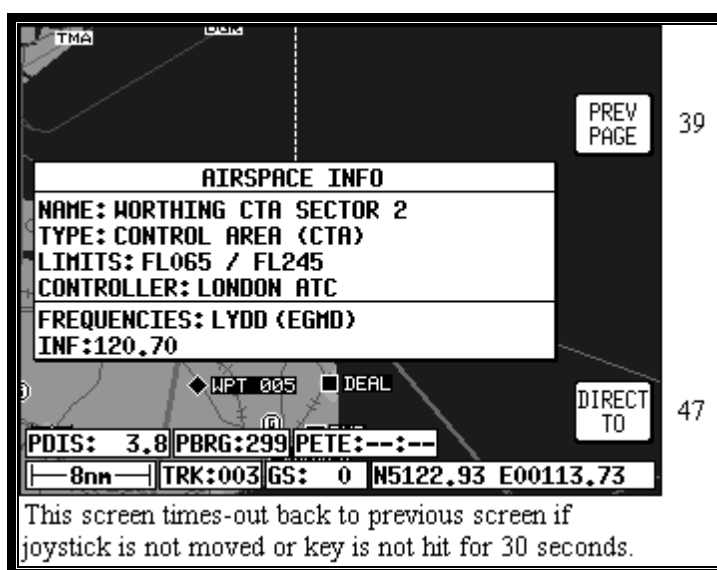 TMA
PREV
PAGE
39
AIRSPACE INFO
NAME: WORTHING CTA SECTOR 2
TYPE: CONTROL AREA (CTA)
LIMITS: FL065 / FL245
CONTROLLER: LONDON ATC
FREQUENCIES: LYDD (EGMD)
INF:120.70
WPT 005
DEAL
DIRECT
TO
47
PDIS: 3.8 PBRG:299 PETE:--:--
8nm TRK:003 GS: 0 N5122.93 E00113.73
This screen times-out back to previous screen if
joystick is not moved or key is not hit for 30 seconds.